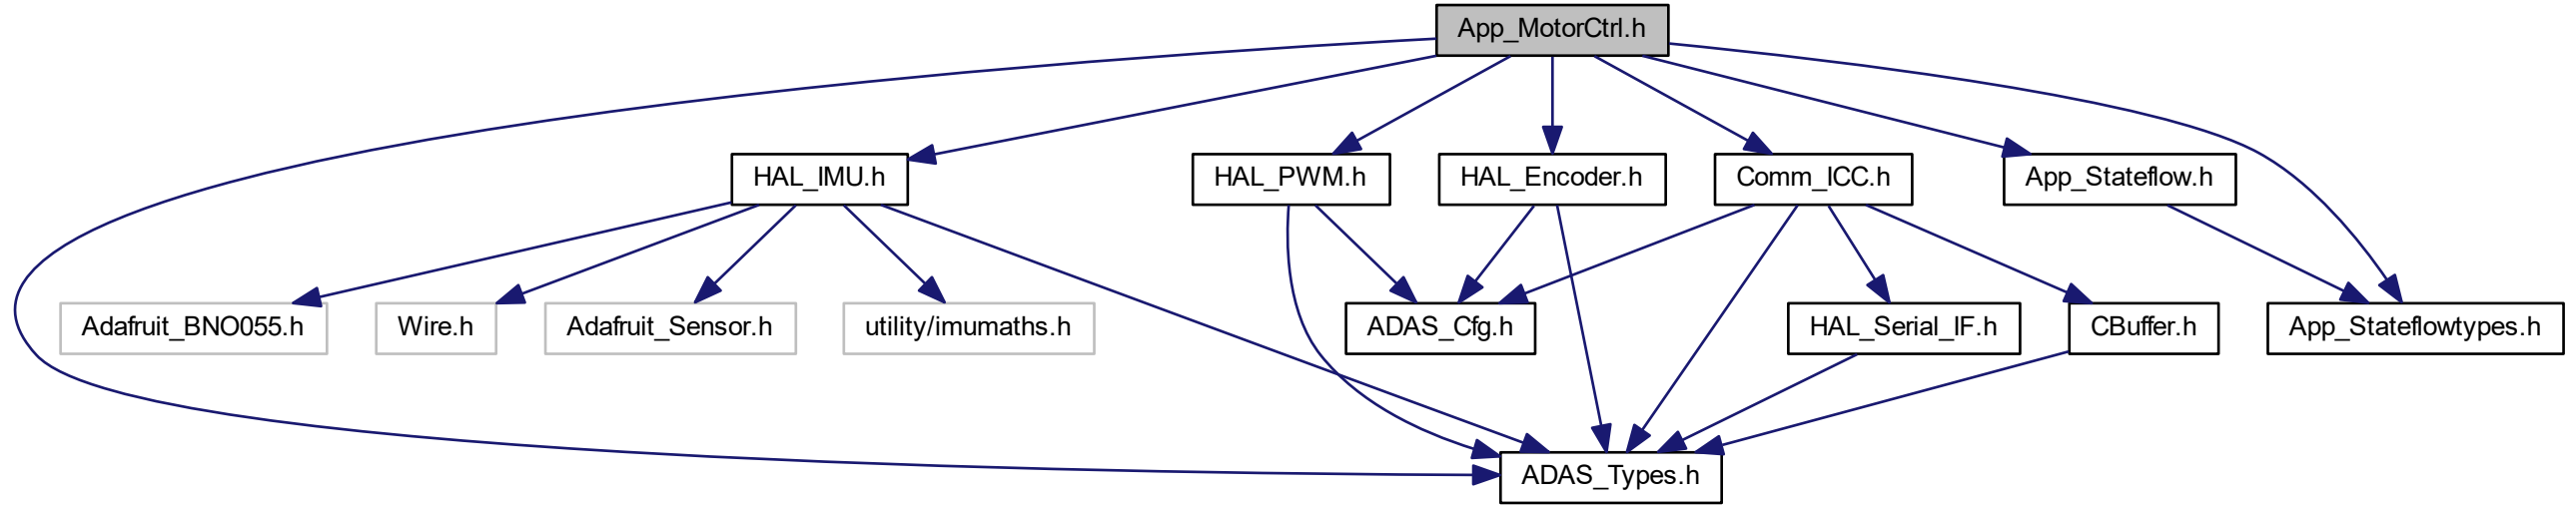 App_MotorCtrl.h
HAL_IMU.h
HAL_PWM.h
HAL_Encoder.h
Comm_ICC.h
App_Stateflow.h
Adafruit_BNO055.h
Wire.h
Adafruit_Sensor.h
utility/imumaths.h
ADAS_Cfg.h
HAL_Serial_IF.h
CBuffer.h
App_Stateflowtypes.h
ADAS_Types.h